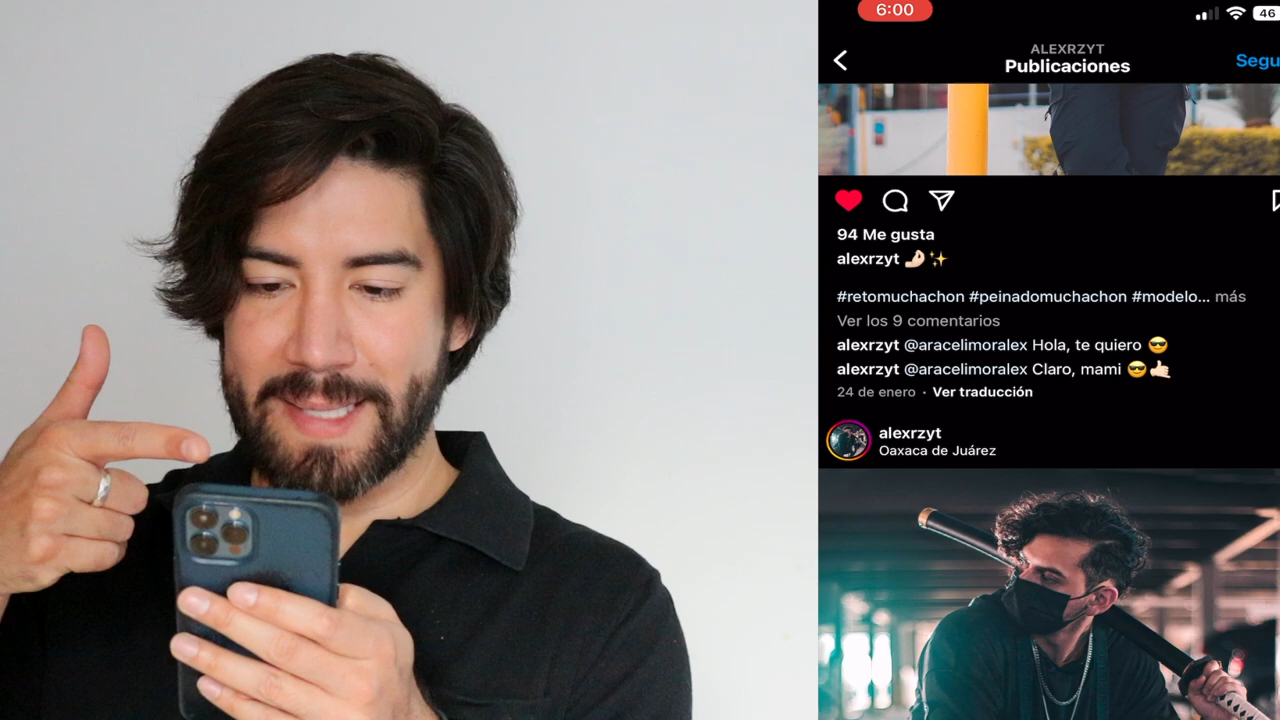 6:00
46
ALEXRZYT
Publicaciones
Segu
94 Me gusta
alexrzyt 🤌🏻✨
#retomuchachon #peinadomuchachon #modelo... más
Ver los 9 comentarios
alexrzyt @aracelimoralex Hola, te quiero 😎
alexrzyt @aracelimoralex Claro, mami 😎🤙🏻
24 de enero · Ver traducción
alexrzyt
Oaxaca de Juárez